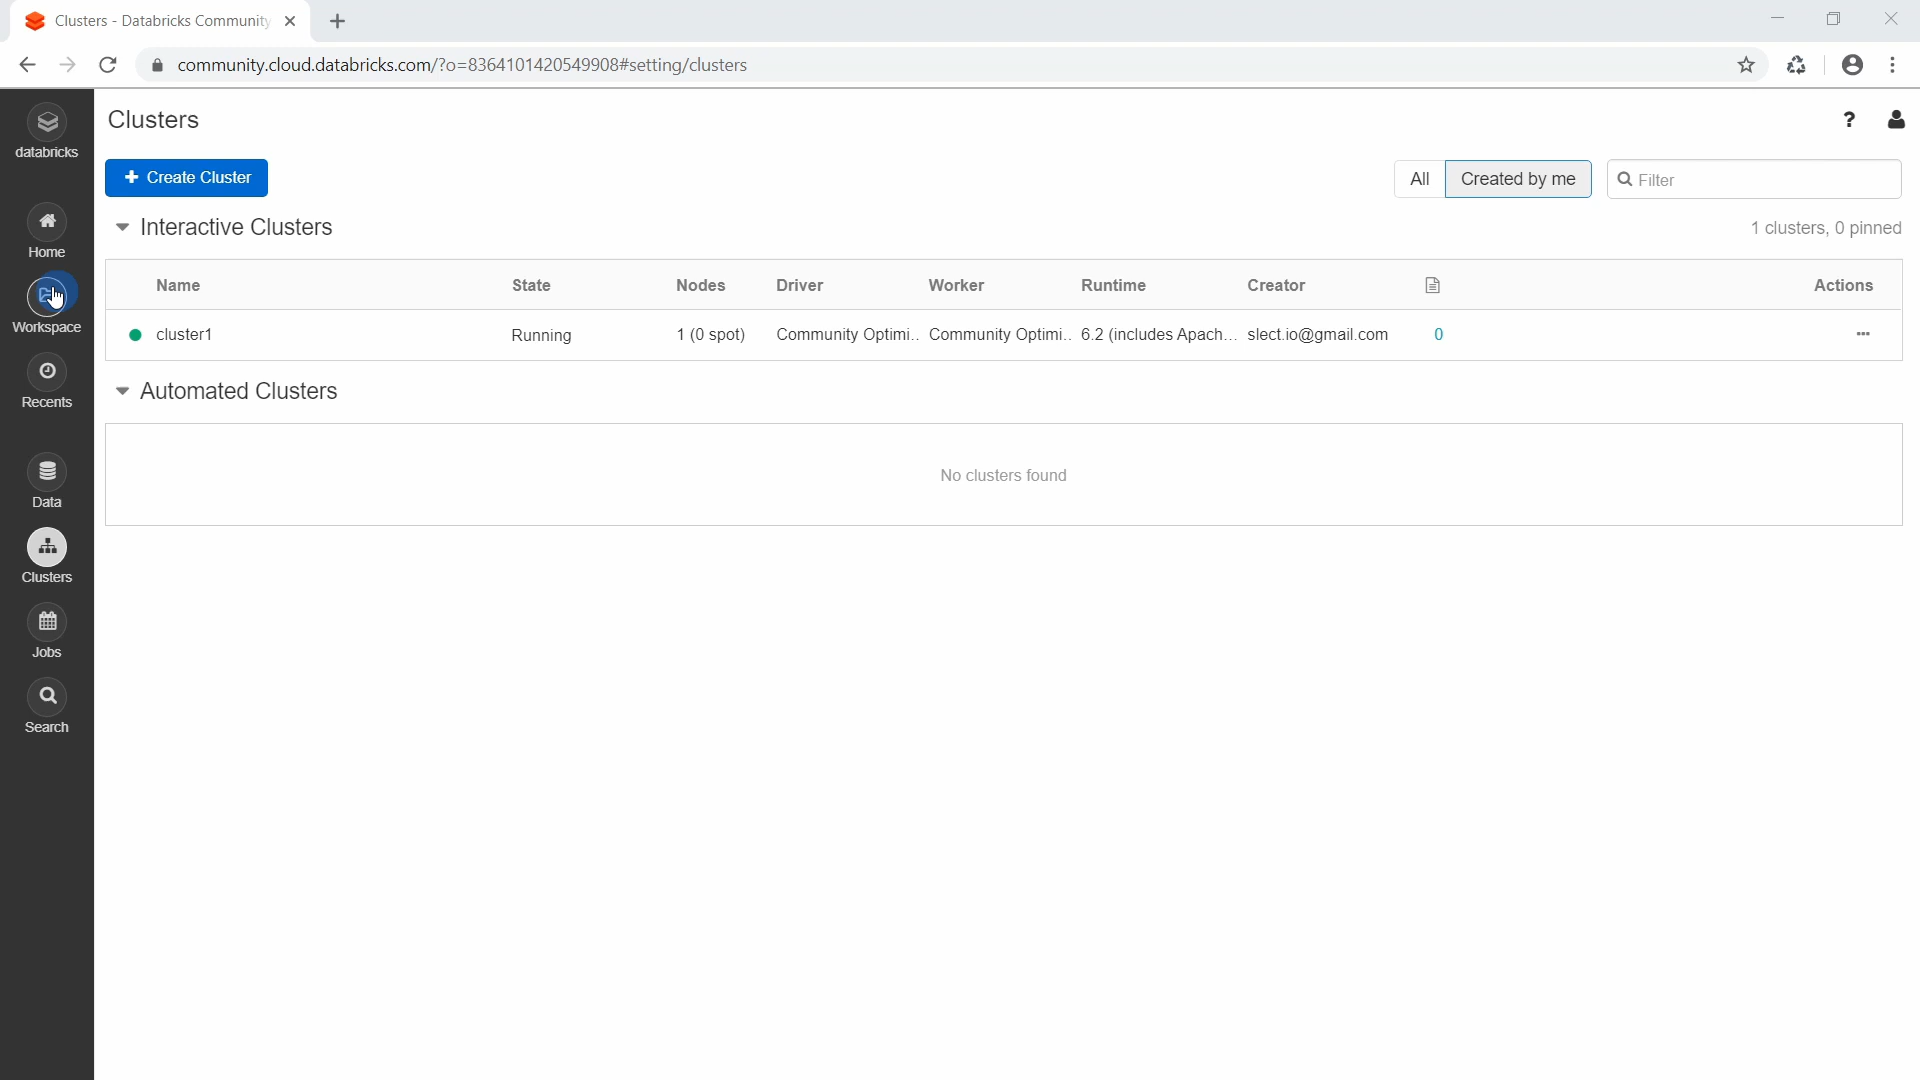 Clusters - Databricks Community
community.cloud.databricks.com/?o=8364101420549908#setting/clusters
databricks
Home
Workspace
Recents
Data
Clusters
Jobs
Search
Clusters
?
+ Create Cluster
All
Created by me
Filter
Interactive Clusters
1 clusters, 0 pinned
Name State Nodes Driver Worker Runtime Creator Actions
cluster1 Running 1 (0 spot) Community Optimi... Community Optimi... 6.2 (includes Apach... slect.io@gmail.com 0 ...
Automated Clusters
No clusters found